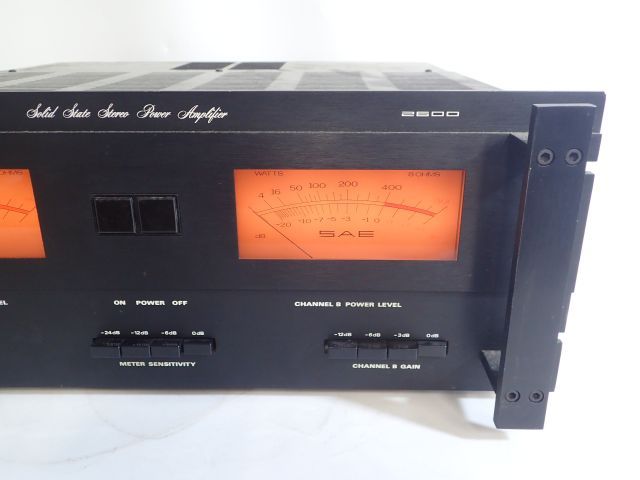 Solid State Stereo Power Amplifier 2600
OHMS
WATTS 8 OHMS
4 16 50 100 200 400
-20 -10 -7 -5 -3 -1 0
dB SAE
EL ON POWER OFF CHANNEL B POWER LEVEL
-24dB -12dB -6dB 0dB
-12dB -6dB -3dB 0dB
METER SENSITIVITY CHANNEL B GAIN